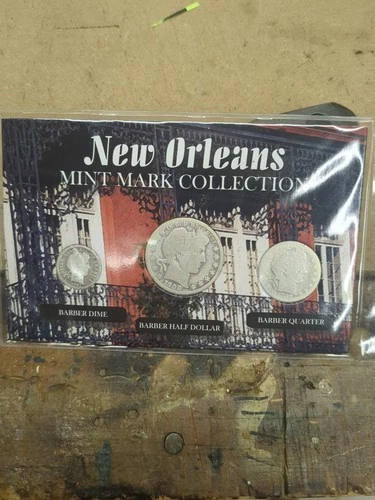 New Orleans
MINT MARK COLLECTION
BARBER DIME
BARBER HALF DOLLAR
BARBER QUARTER